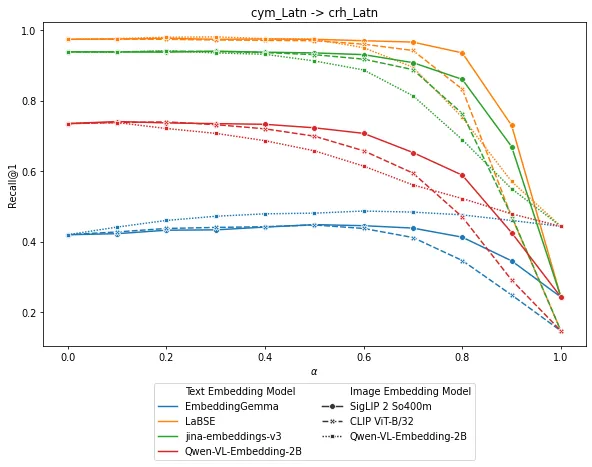 cym_Latn -> crh_Latn
Recall@1
1.0
0.8
0.6
0.4
0.2
0.0 0.2 0.4 0.6 0.8 1.0
α
Text Embedding Model Image Embedding Model
EmbeddingGemma SigLIP 2 So400m
LaBSE CLIP ViT-B/32
jina-embeddings-v3 Qwen-VL-Embedding-2B
Qwen-VL-Embedding-2B